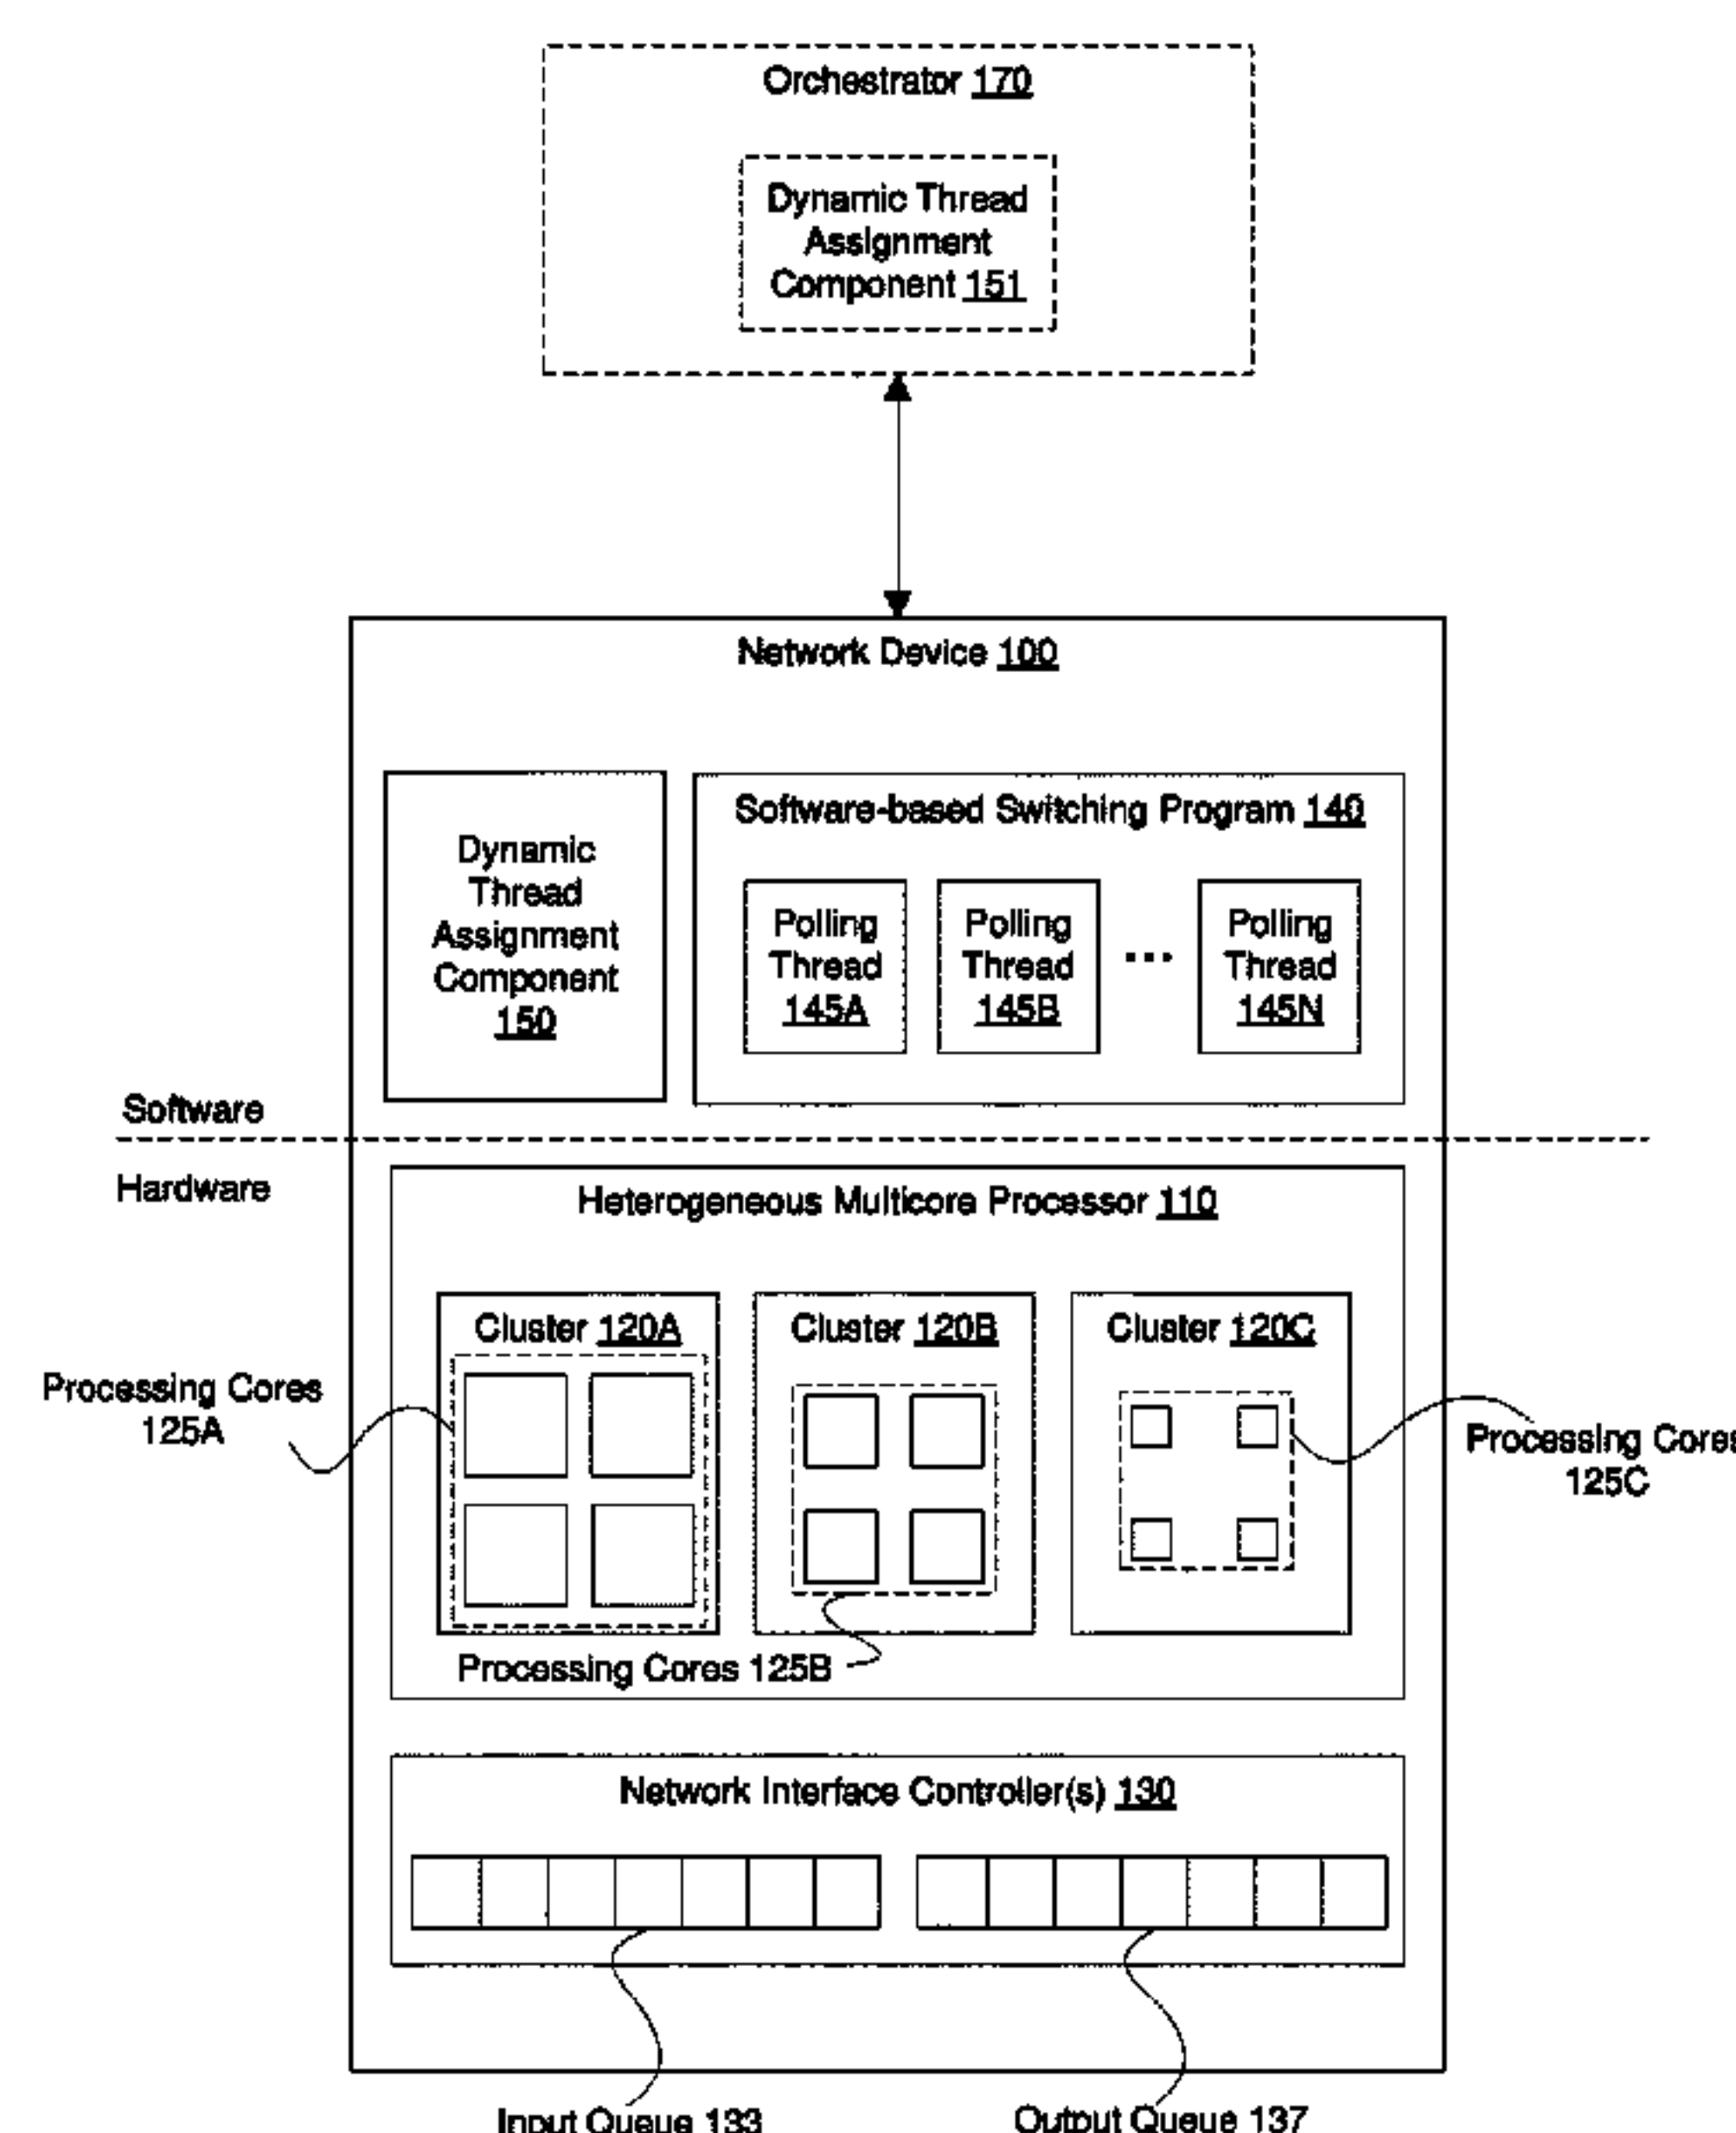 Orchestrator 170
Dynamic Thread
Assignment
Component 151
Network Device 100
Dynamic
Thread
Assignment
Component
150
Software-based Switching Program 140
Polling
Thread
145A
Polling
Thread
145B
...
Polling
Thread
145N
Software
Hardware
Heterogeneous Multicore Processor 110
Cluster 120A
Cluster 120B
Cluster 120C
Processing Cores
125A
Processing Cores
125C
Processing Cores 125B
Network Interface Controller(s) 130
Input Queue 133
Output Queue 137